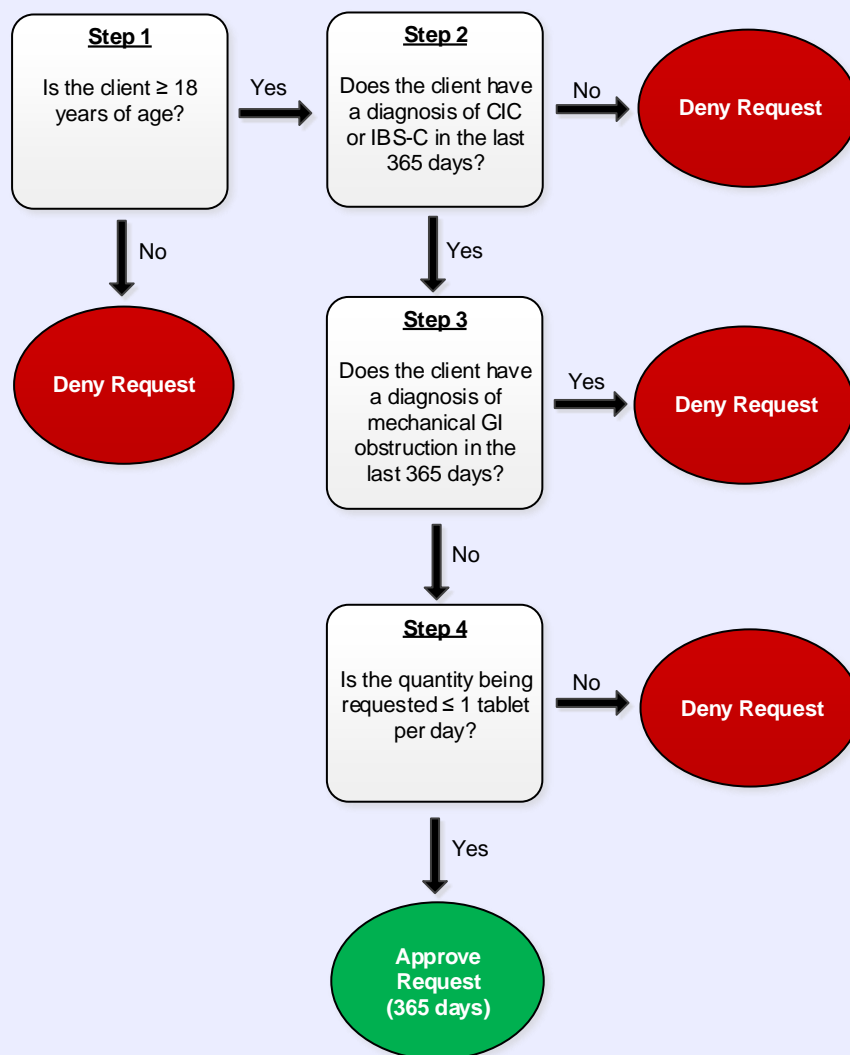 Step 1
Is the client ≥ 18
years of age?
Yes
Step 2
Does the client have
a diagnosis of CIC
or IBS-C in the last
365 days?
No
Deny Request
No
Deny Request
Yes
Step 3
Does the client have
a diagnosis of
mechanical GI
obstruction in the
last 365 days?
Yes
Deny Request
No
Step 4
Is the quantity being
requested ≤ 1 tablet
per day?
No
Deny Request
Yes
Approve
Request
(365 days)